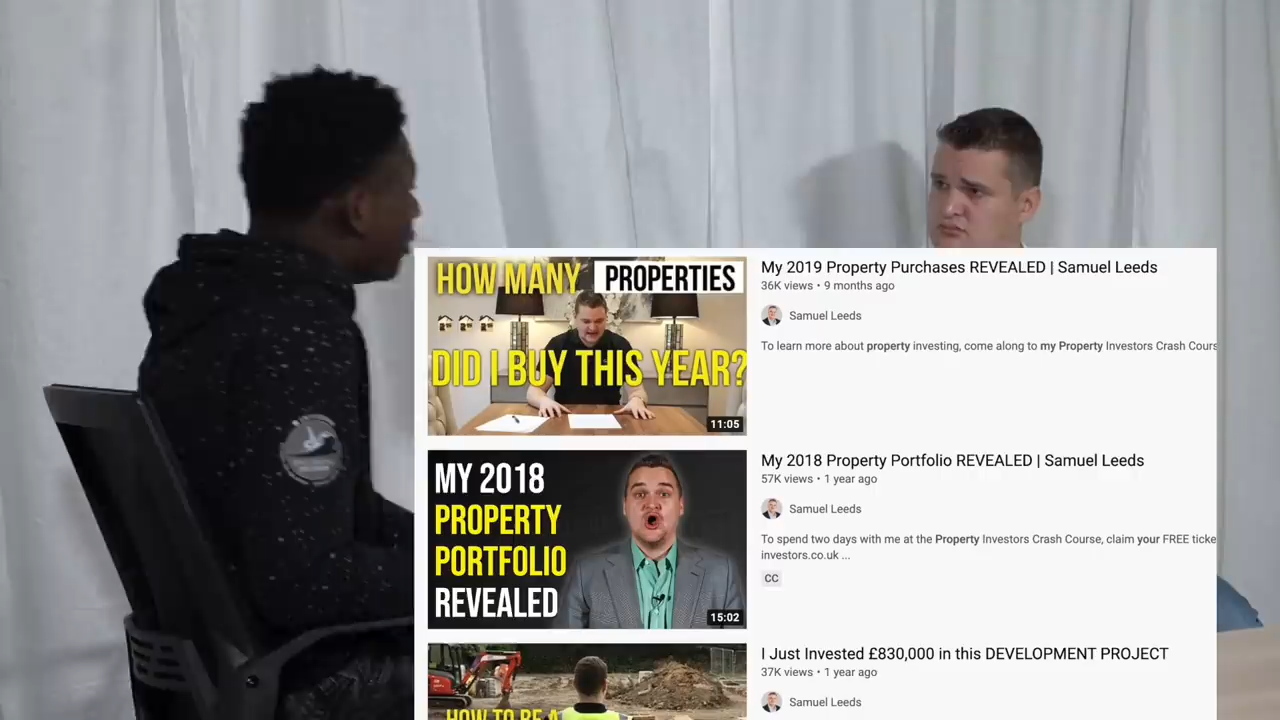 HOW MANY PROPERTIES
DID I BUY THIS YEAR?
11:05
My 2019 Property Purchases REVEALED | Samuel Leeds
36K views • 9 months ago
Samuel Leeds
To learn more about property investing, come along to my Property Investors Crash Cours
MY 2018
PROPERTY
PORTFOLIO
REVEALED
15:02
My 2018 Property Portfolio REVEALED | Samuel Leeds
57K views • 1 year ago
Samuel Leeds
To spend two days with me at the Property Investors Crash Course, claim your FREE ticke
investors.co.uk ...
CC
HOW TO BE A
I Just Invested £830,000 in this DEVELOPMENT PROJECT
37K views • 1 year ago
Samuel Leeds